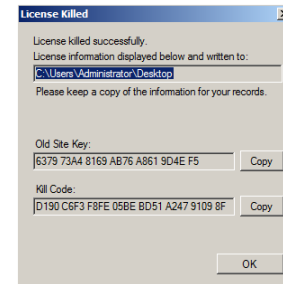 License Killed
License killed successfully.
License information displayed below and written to:
C:\Users\Administrator\Desktop
Please keep a copy of the information for your records.
Old Site Key:
6379 73A4 8169 AB76 A861 9D4E F5
Copy
Kill Code:
D190 C6F3 F8FE 05BE BD51 A247 9109 8F
Copy
OK